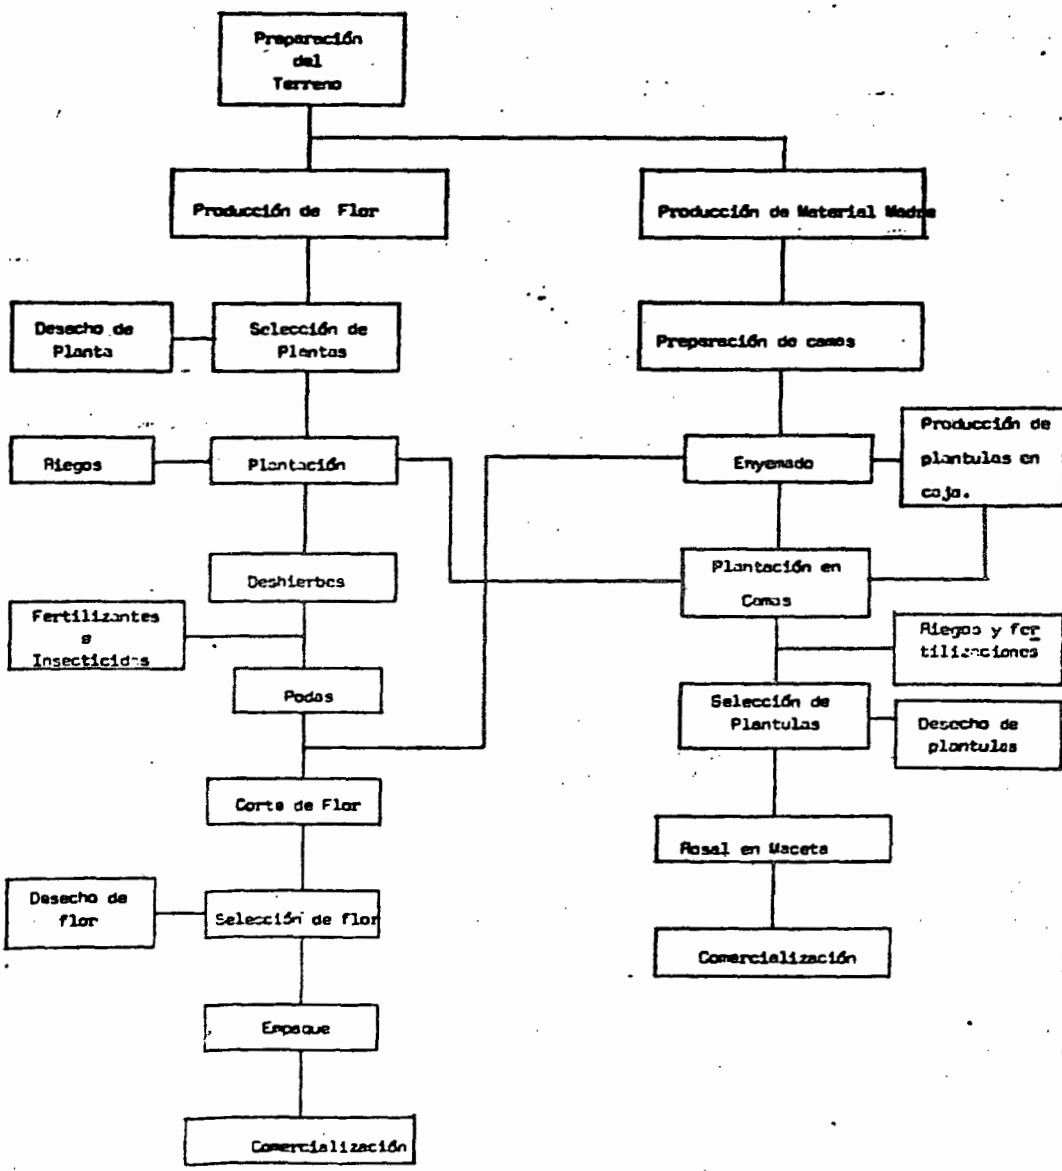 Preparación
del
Terreno
Producción de Flor
Producción de Material Madre
Desecho de
Planta
Selección de
Plantas
Preparación de camas
Riegos
Plantación
Enyemado
Producción de
plantulas en
caja.
Deshierbes
Plantación en
Camas
Fertilizantes
e
Insecticidas
Riegos y fer
tilizaciones
Podas
Selección de
Plantulas
Desecho de
plantulas
Corte de Flor
Rosal en Maceta
Desecho de
flor
Selección de flor
Comercialización
Empaque
Comercialización